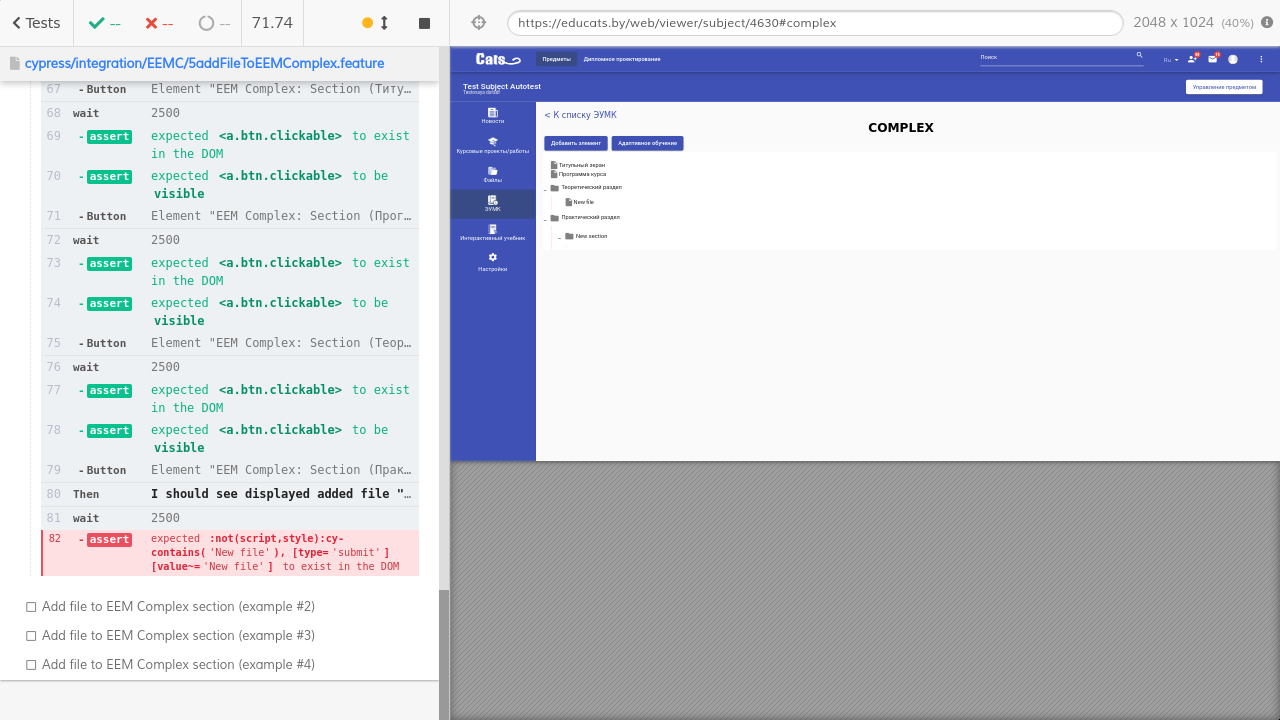 Tests
--
--
--
71.74
https://educats.by/web/viewer/subject/4630#complex
2048 x 1024 (40%)
cypress/integration/EEMC/5addFileToEEMComplex.feature
67 - Button Element "EEM Complex: Section (Титу…
68 wait 2500
- assert expected <a.btn.clickable> to exist
in the DOM
70 - assert expected <a.btn.clickable> to be
visible
71 - Button Element "EEM Complex: Section (Прог…
72 wait 2500
73 - assert expected <a.btn.clickable> to exist
in the DOM
74 - assert expected <a.btn.clickable> to be
visible
75 - Button Element "EEM Complex: Section (Теор…
76 wait 2500
77 - assert expected <a.btn.clickable> to exist
in the DOM
78 - assert expected <a.btn.clickable> to be
visible
79 - Button Element "EEM Complex: Section (Прак…
80 Then I should see displayed added file "…
81 wait 2500
82 - assert expected :not(script,style):cy-
contains('New file'), [type='submit']
[value~='New file'] to exist in the DOM
Add file to EEM Complex section (example #2)
Add file to EEM Complex section (example #3)
Add file to EEM Complex section (example #4)
Cats
Предметы
Дипломное проектирование
Поиск
Ru
Test Subject Autotest
Управление предметом
Новости
Курсовые проекты/работы
Файлы
ЭУМК
Интерактивный учебник
Настройки
< К списку ЭУМК
COMPLEX
Добавить элемент
Адаптивное обучение
Титульный экран
Программа курса
Теоретический раздел
New file
Практический раздел
New section